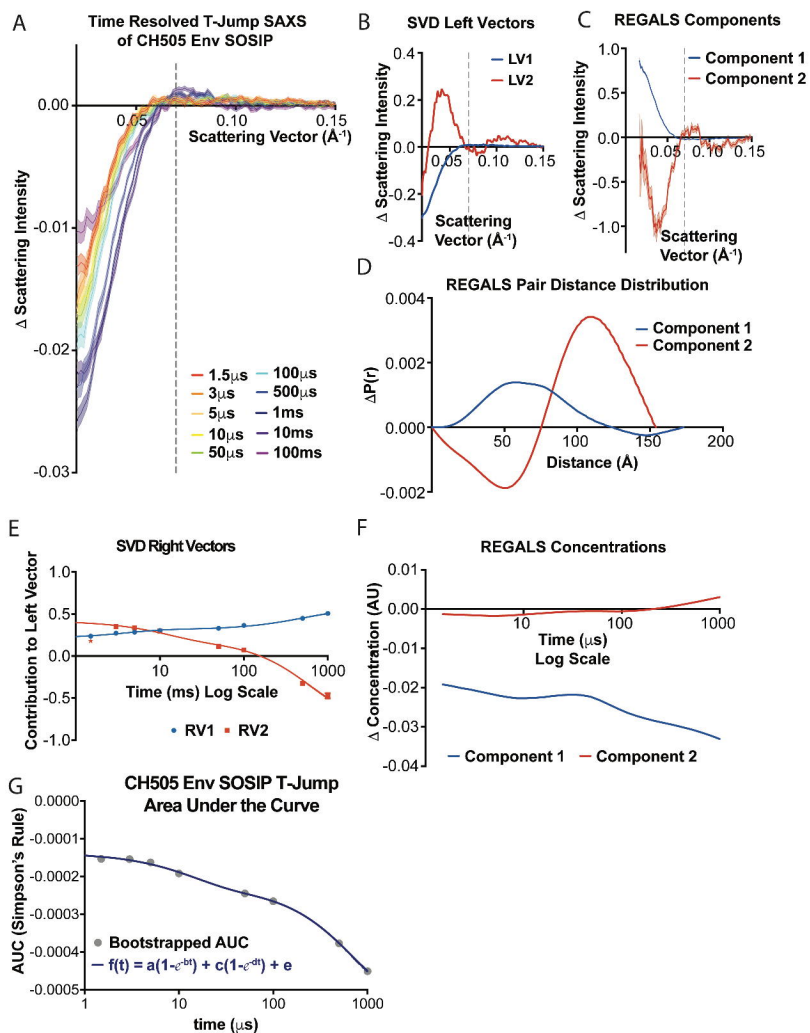 A
Time Resolved T-Jump SAXS
of CH505 Env SOSIP
0.00
-0.01
-0.02
-0.03
0.05
0.10
0.15
Scattering Vector (Å⁻¹)
Δ Scattering Intensity
1.5μs
3μs
5μs
10μs
50μs
100μs
500μs
1ms
10ms
100ms
B
SVD Left Vectors
LV1
LV2
0.4
0.2
0.0
-0.2
-0.4
0.05
0.10
0.15
Scattering
Vector (Å⁻¹)
Δ Scattering Intensity
C
REGALS Components
Component 1
Component 2
1.0
0.5
0.0
-0.5
-1.0
0.05
0.10
0.15
Scattering
Vector (Å⁻¹)
Δ Scattering Intensity
D
REGALS Pair Distance Distribution
Component 1
Component 2
0.004
0.002
0.000
-0.002
50
100
150
200
Distance (Å)
ΔP(r)
E
SVD Right Vectors
1.0
0.5
0.0
-0.5
-1.0
10
100
1000
*
Time (ms) Log Scale
Contribution to Left Vector
RV1
RV2
F
REGALS Concentrations
0.01
0.00
-0.01
-0.02
-0.03
-0.04
10
100
1000
Time (μs)
Log Scale
Δ Concentration (AU)
Component 1
Component 2
G
CH505 Env SOSIP T-Jump
Area Under the Curve
0.0000
-0.0001
-0.0002
-0.0003
-0.0004
-0.0005
1
10
100
1000
AUC (Simpson's Rule)
Bootstrapped AUC
f(t) = a(1-e⁻ᵇᵗ) + c(1-e⁻ᵈᵗ) + e
time (μs)